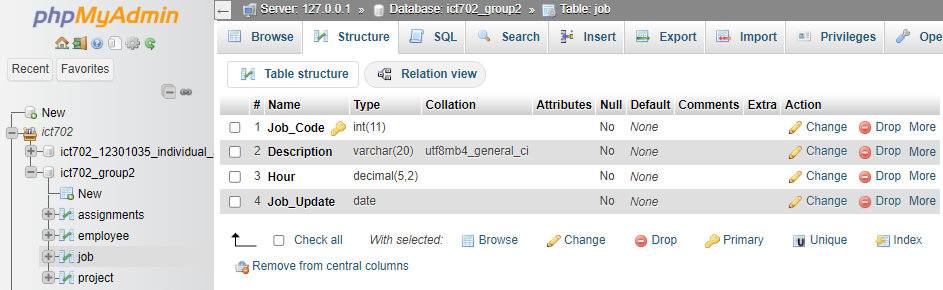 phpMyAdmin
Recent Favorites
New
ict702
ict702_12301035_individual_
ict702_group2
New
assignments
employee
job
project
Server: 127.0.0.1 » Database: ict702_group2 » Table: job
Browse Structure SQL Search Insert Export Import Privileges Ope
Table structure Relation view
# Name Type Collation Attributes Null Default Comments Extra Action
1 Job_Code int(11) No None Change Drop More
2 Description varchar(20) utf8mb4_general_ci No None Change Drop More
3 Hour decimal(5,2) No None Change Drop More
4 Job_Update date No None Change Drop More
Check all With selected: Browse Change Drop Primary Unique Index
Remove from central columns